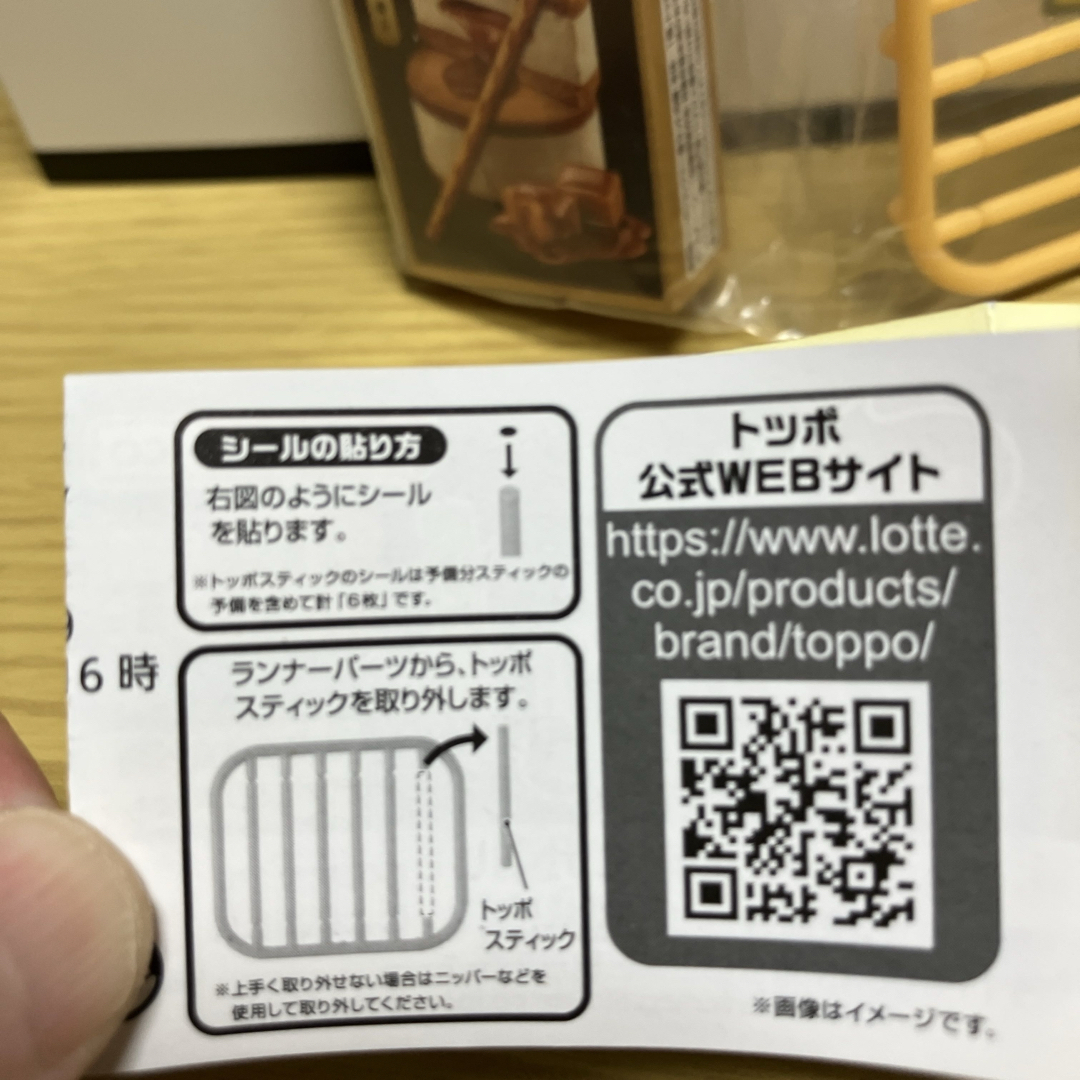 シールの貼り方
右図のようにシール
を貼ります。
※トッポスティックのシールは予備分スティックの
予備を含めて計「6枚」です。
6時
ランナーパーツから、トッポ
スティックを取り外します。
トッポ
スティック
※上手く取り外せない場合はニッパーなどを
使用して取り外してください。
トッポ
公式WEBサイト
https://www.lotte.
co.jp/products/
brand/toppo/
※画像はイメージです。